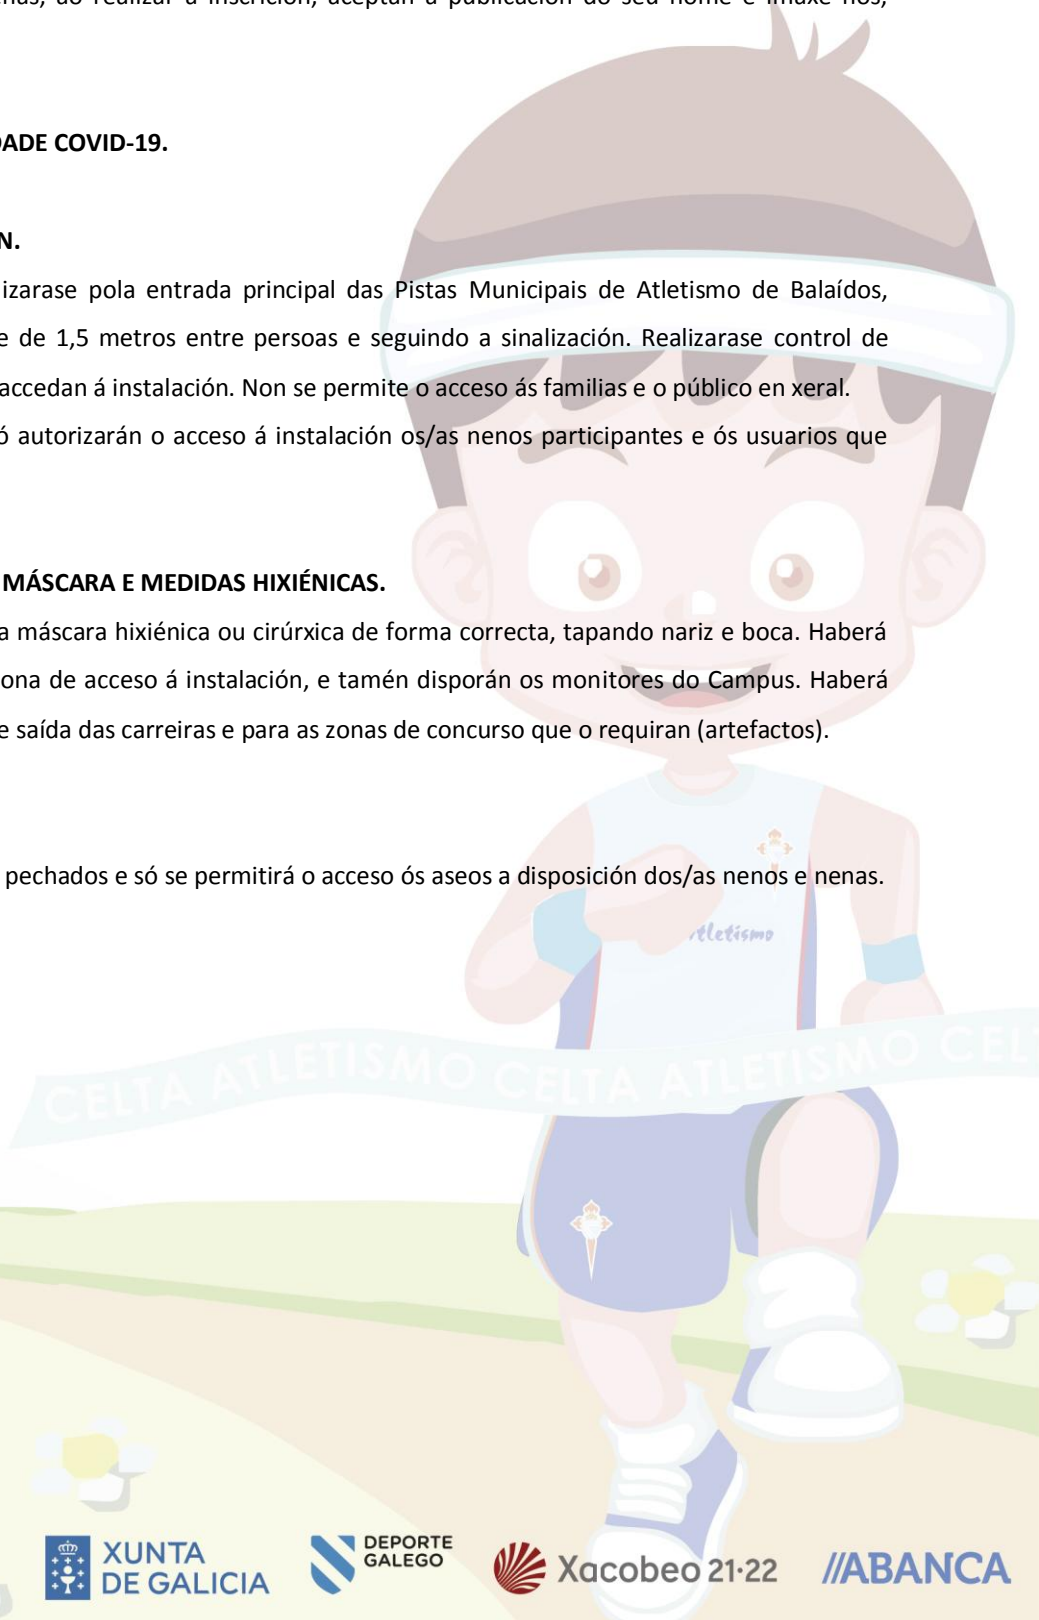 ao realizar a inscrición, aceptan a publicación do seu nome e imaxe nos,
COVID-19.
pola entrada principal das Pistas Municipais de Atletismo de Balaídos,
de 1,5 metros entre persoas e seguindo a sinalización. Realizarase control de
accedan á instalación. Non se permite o acceso ás familias e o público en xeral.
autorizarán o acceso á instalación os/as nenos participantes e ós usuarios que
MÁSCARA E MEDIDAS HIXIÉNICAS.
a máscara hixiénica ou cirúrxica de forma correcta, tapando nariz e boca. Haberá
ona de acceso á instalación, e tamén disporán os monitores do Campus. Haberá
e saída das carreiras e para as zonas de concurso que o requiran (artefactos).
pechados e só se permitirá o acceso ós aseos a disposición dos/as nenos e nenas.
tletismo
CELTA ATLETISMO CELTA ATLETISMO CEL
XUNTA
DE GALICIA
DEPORTE
GALEGO
Xacobeo 21·22
//ABANCA